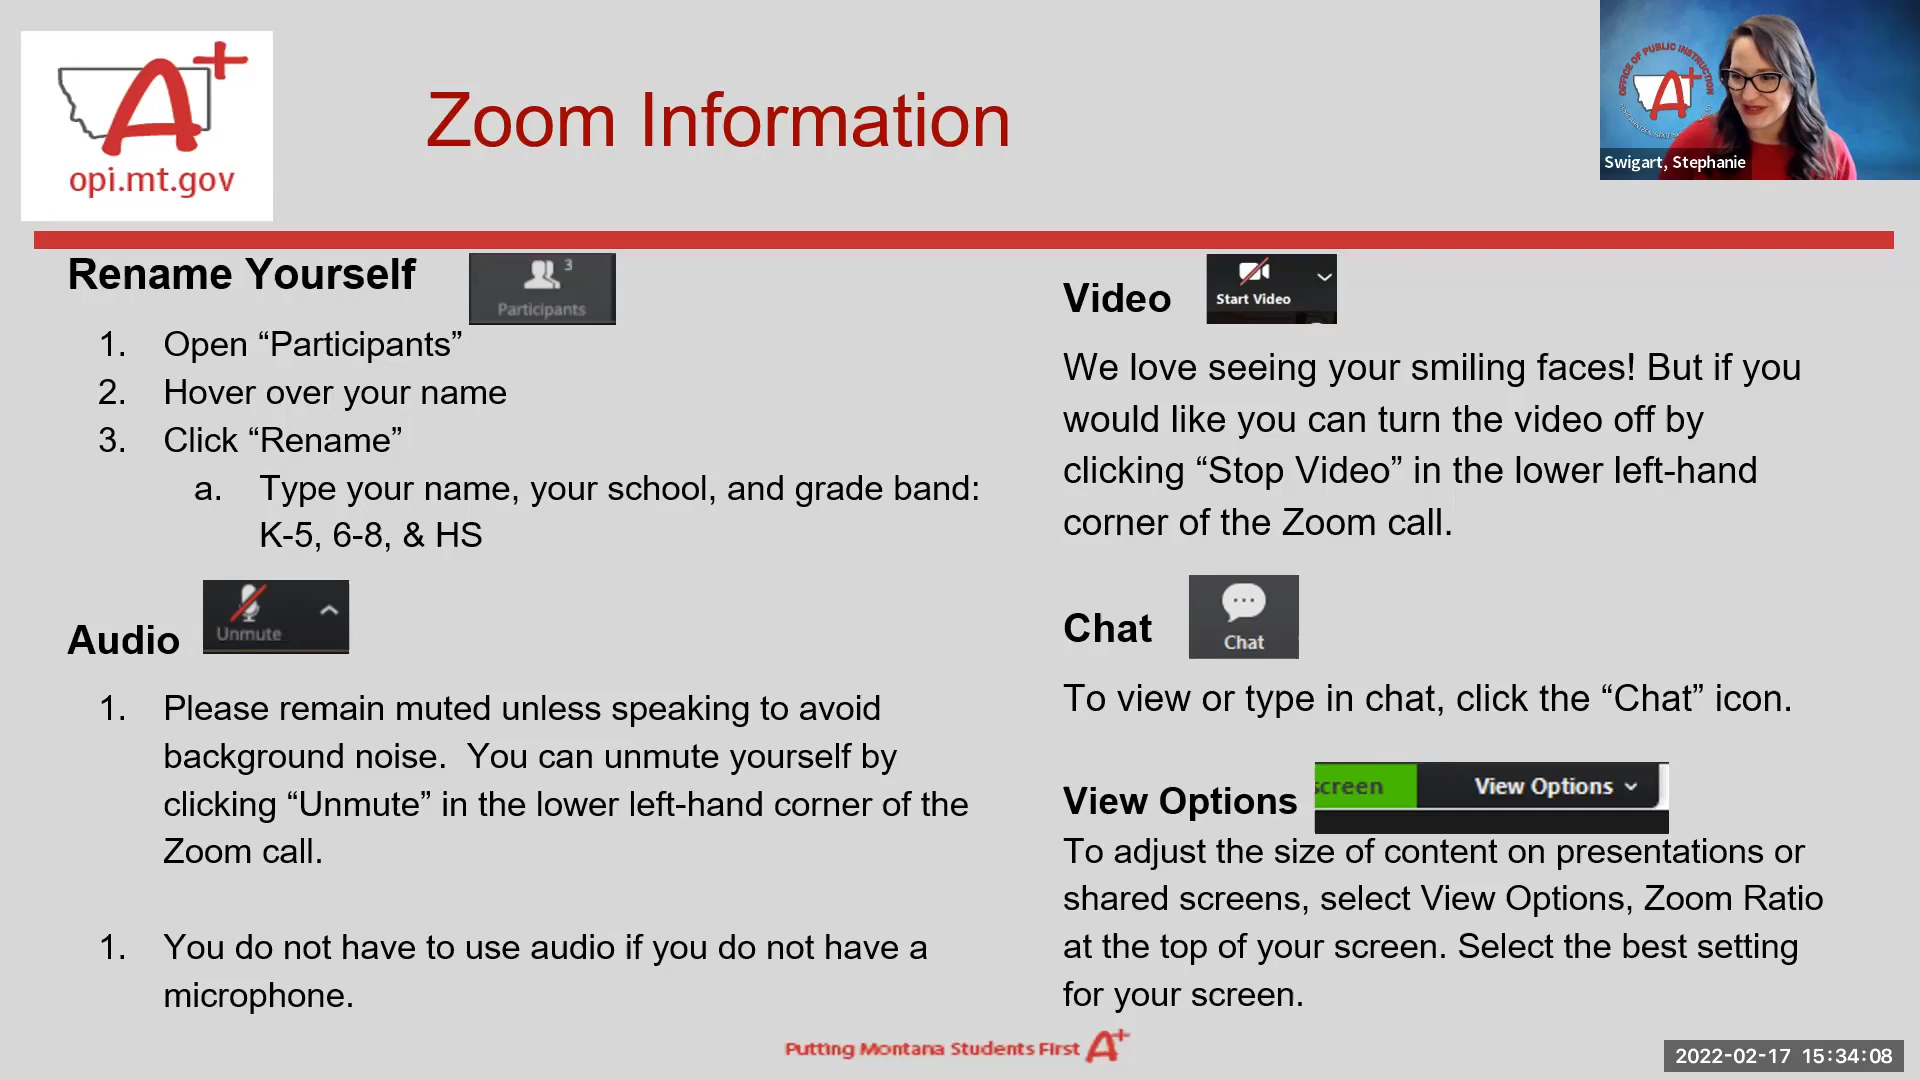 opi.mt.gov
Zoom Information
OFFICE OF PUBLIC INSTRUCTION
Swigart, Stephanie
Rename Yourself
3
Participants
1. Open “Participants”
2. Hover over your name
3. Click “Rename”
a. Type your name, your school, and grade band:
K-5, 6-8, & HS
Audio
Unmute
1. Please remain muted unless speaking to avoid
background noise.  You can unmute yourself by
clicking “Unmute” in the lower left-hand corner of the
Zoom call.
1. You do not have to use audio if you do not have a
microphone.
Video
Start Video
We love seeing your smiling faces! But if you
would like you can turn the video off by
clicking “Stop Video” in the lower left-hand
corner of the Zoom call.
Chat
Chat
To view or type in chat, click the “Chat” icon.
View Options
screen
View Options
To adjust the size of content on presentations or
shared screens, select View Options, Zoom Ratio
at the top of your screen. Select the best setting
for your screen.
Putting Montana Students First A+
2022-02-17 15:34:08